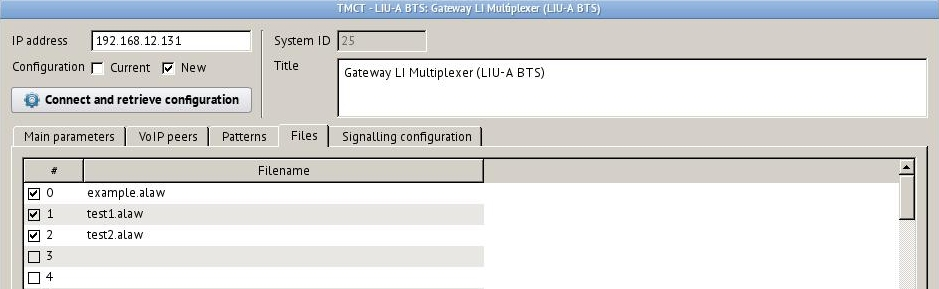 TMCT - LIU-A BTS: Gateway LI Multiplexer (LIU-A BTS)
IP address 192.168.12.131 System ID 25
Configuration Current New Title Gateway LI Multiplexer (LIU-A BTS)
Connect and retrieve configuration
Main parameters VoIP peers Patterns Files Signalling configuration
# Filename
0 example.alaw
1 test1.alaw
2 test2.alaw
3
4